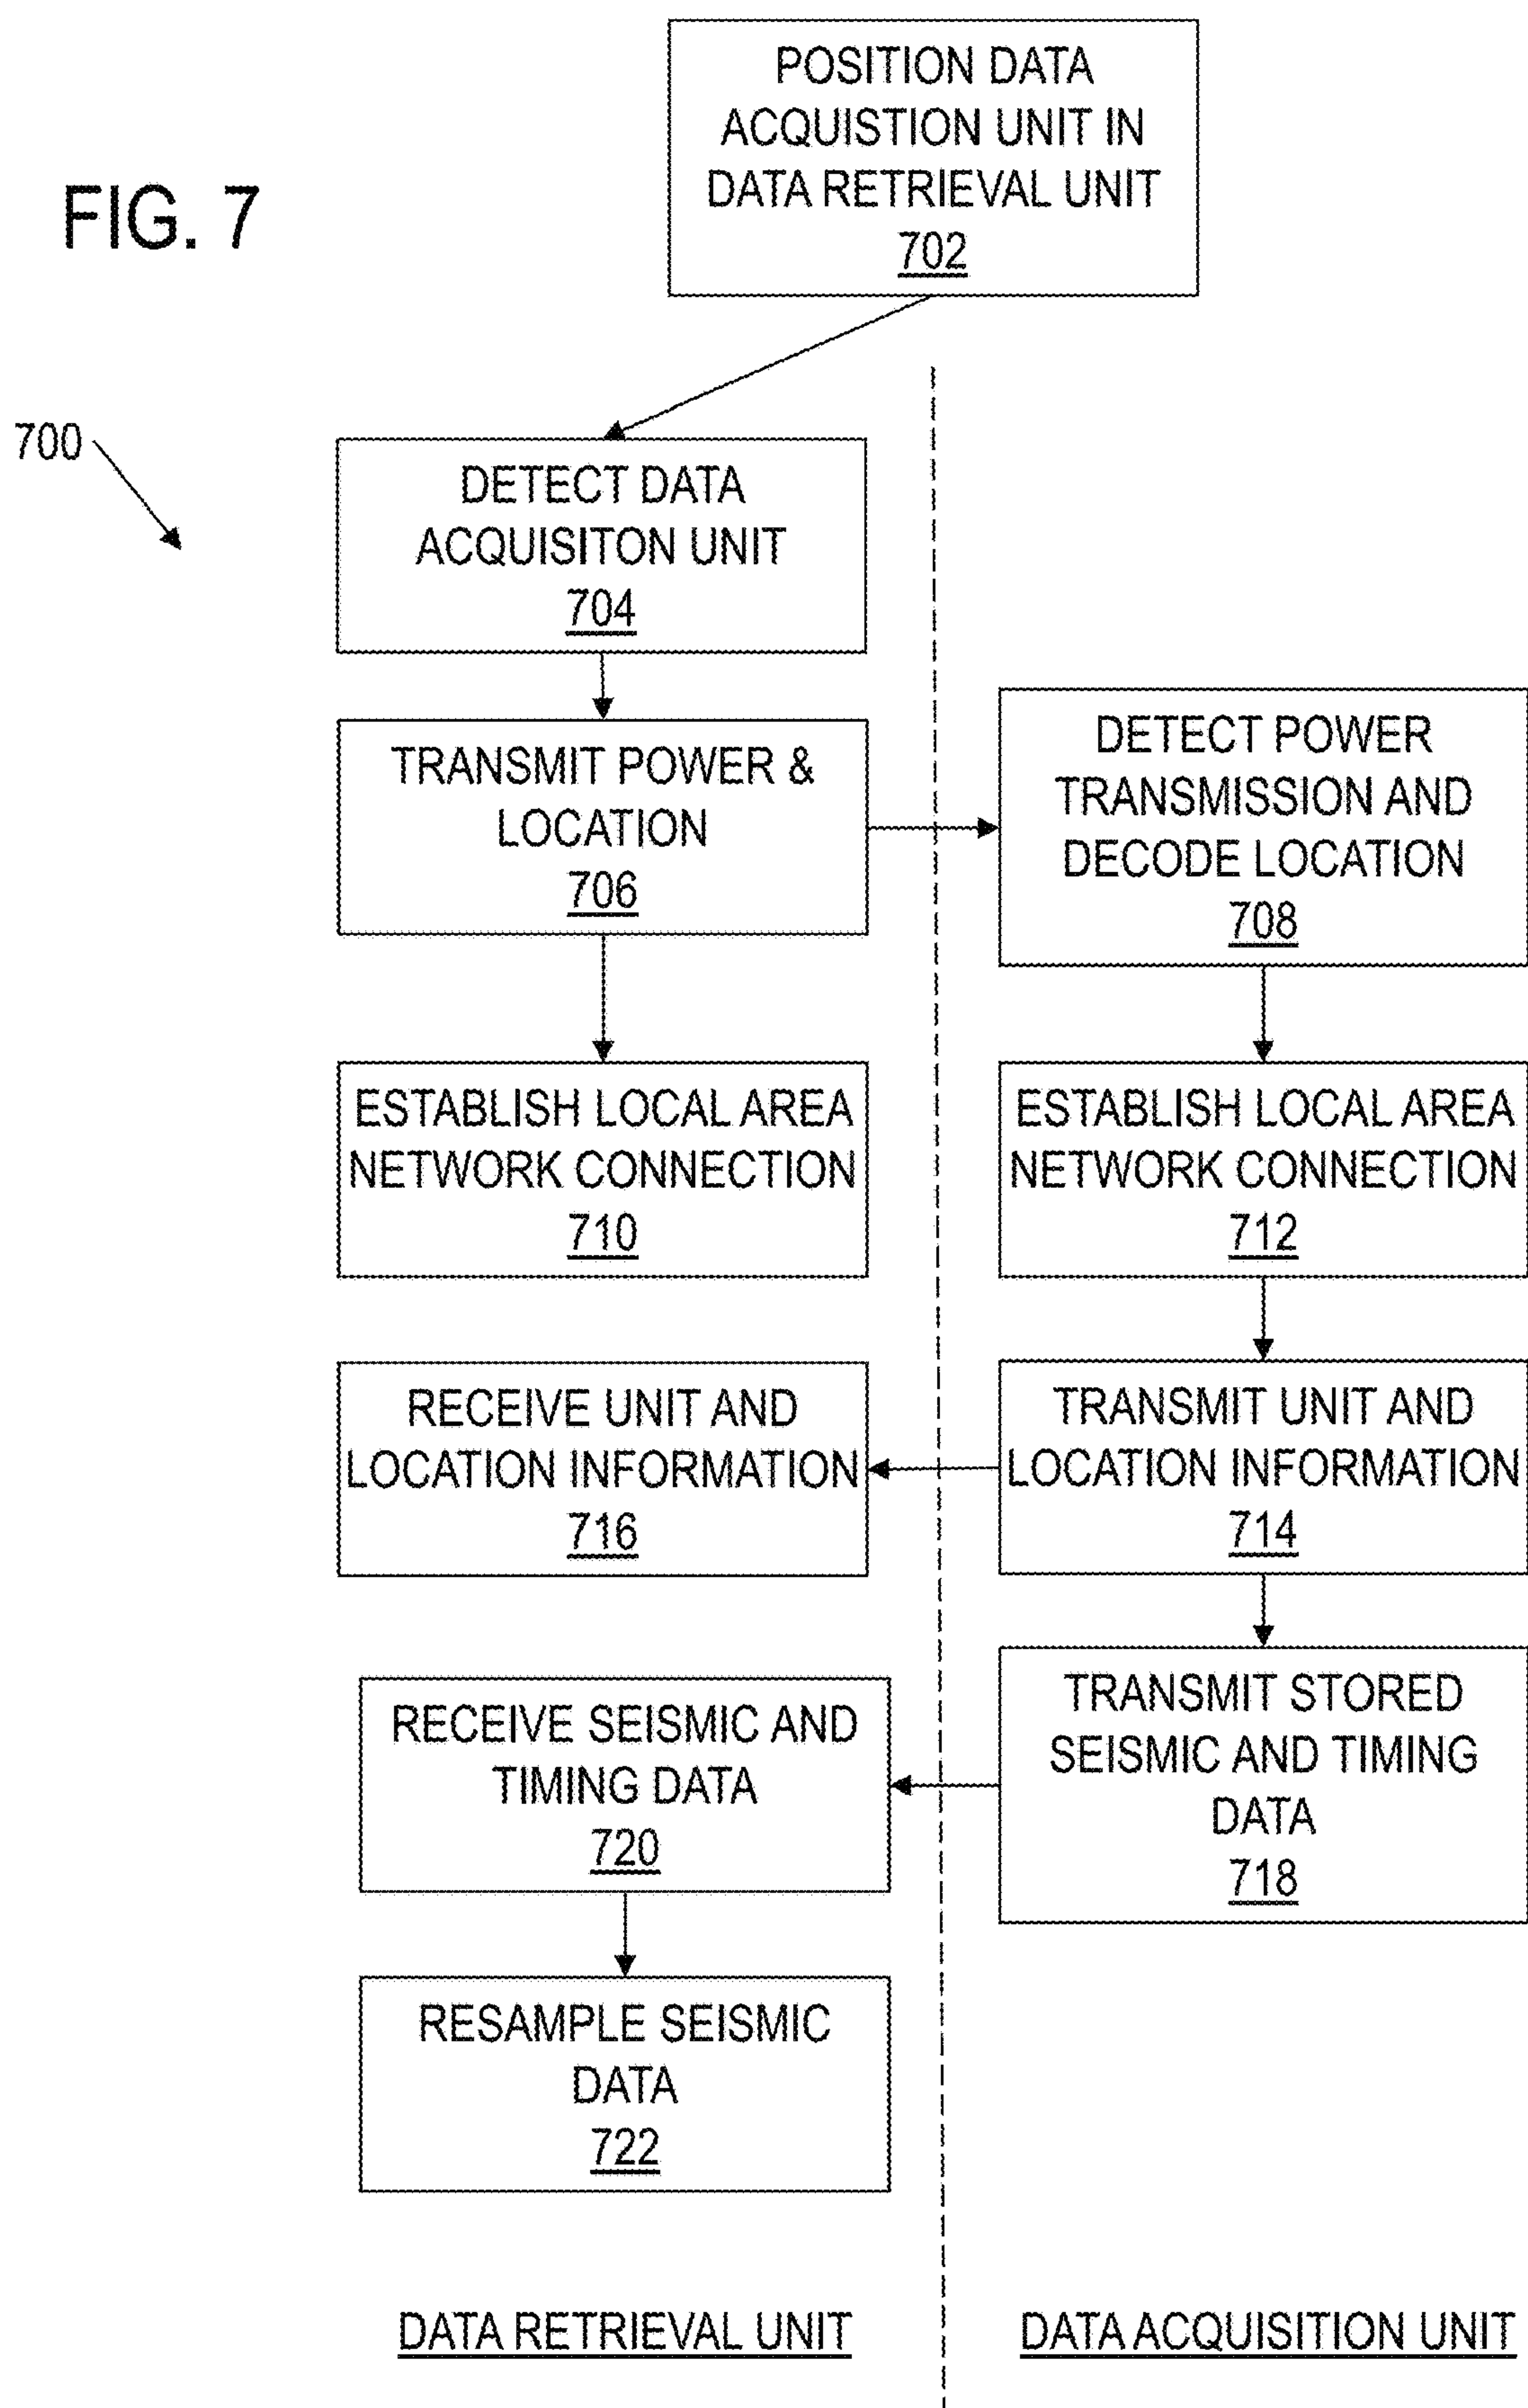 POSITION DATA
ACQUISTION UNIT IN
DATA RETRIEVAL UNIT
702
FIG. 7
700
DETECT DATA
ACQUISITON UNIT
704
TRANSMIT POWER &
LOCATION
706
DETECT POWER
TRANSMISSION AND
DECODE LOCATION
708
ESTABLISH LOCAL AREA
NETWORK CONNECTION
710
ESTABLISH LOCAL AREA
NETWORK CONNECTION
712
RECEIVE UNIT AND
LOCATION INFORMATION
716
TRANSMIT UNIT AND
LOCATION INFORMATION
714
RECEIVE SEISMIC AND
TIMING DATA
720
TRANSMIT STORED
SEISMIC AND TIMING
DATA
718
RESAMPLE SEISMIC
DATA
722
DATA RETRIEVAL UNIT
DATA ACQUISITION UNIT